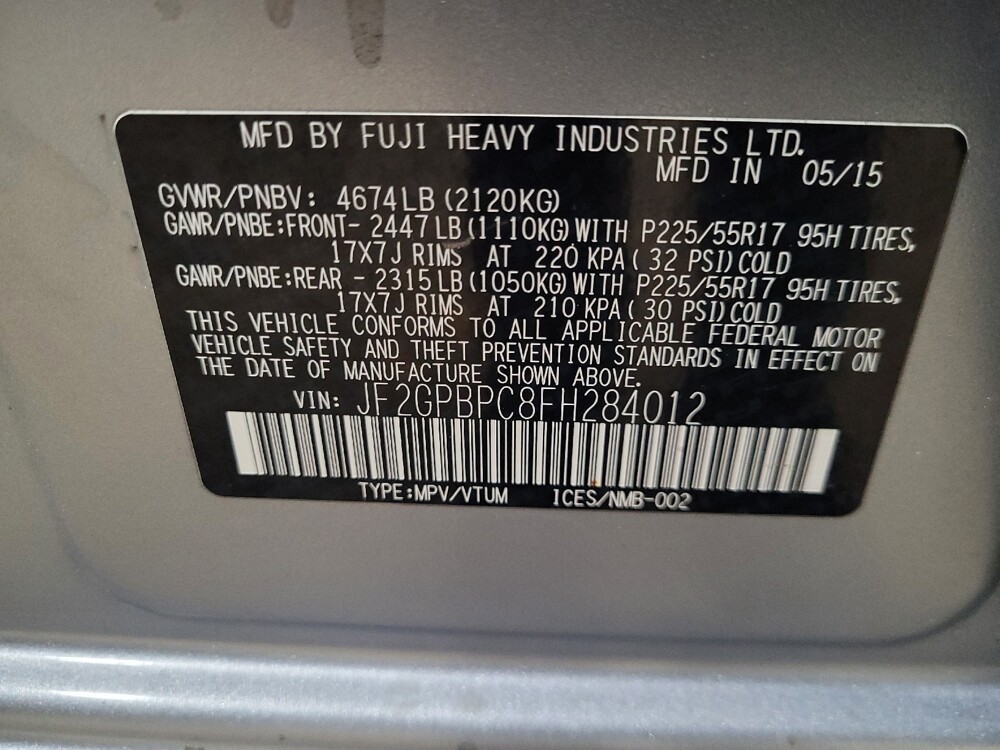 MFD BY FUJI HEAVY INDUSTRIES LTD.
MFD IN 05/15
GVWR/PNBV: 4674LB (2120KG)
GAWR/PNBE:FRONT- 2447LB (1110KG) WITH P225/55R17 95H TIRES,
17X7J RIMS AT 220 KPA ( 32 PSI) COLD
GAWR/PNBE:REAR - 2315LB (1050KG) WITH P225/55R17 95H TIRES,
17X7J RIMS AT 210 KPA ( 30 PSI) COLD
THIS VEHICLE CONFORMS TO ALL APPLICABLE FEDERAL MOTOR
VEHICLE SAFETY AND THEFT PREVENTION STANDARDS IN EFFECT ON
THE DATE OF MANUFACTURE SHOWN ABOVE.
VIN: JF2GPBPC8FH284012
TYPE:MPV/VTUM ICES/NMB-002